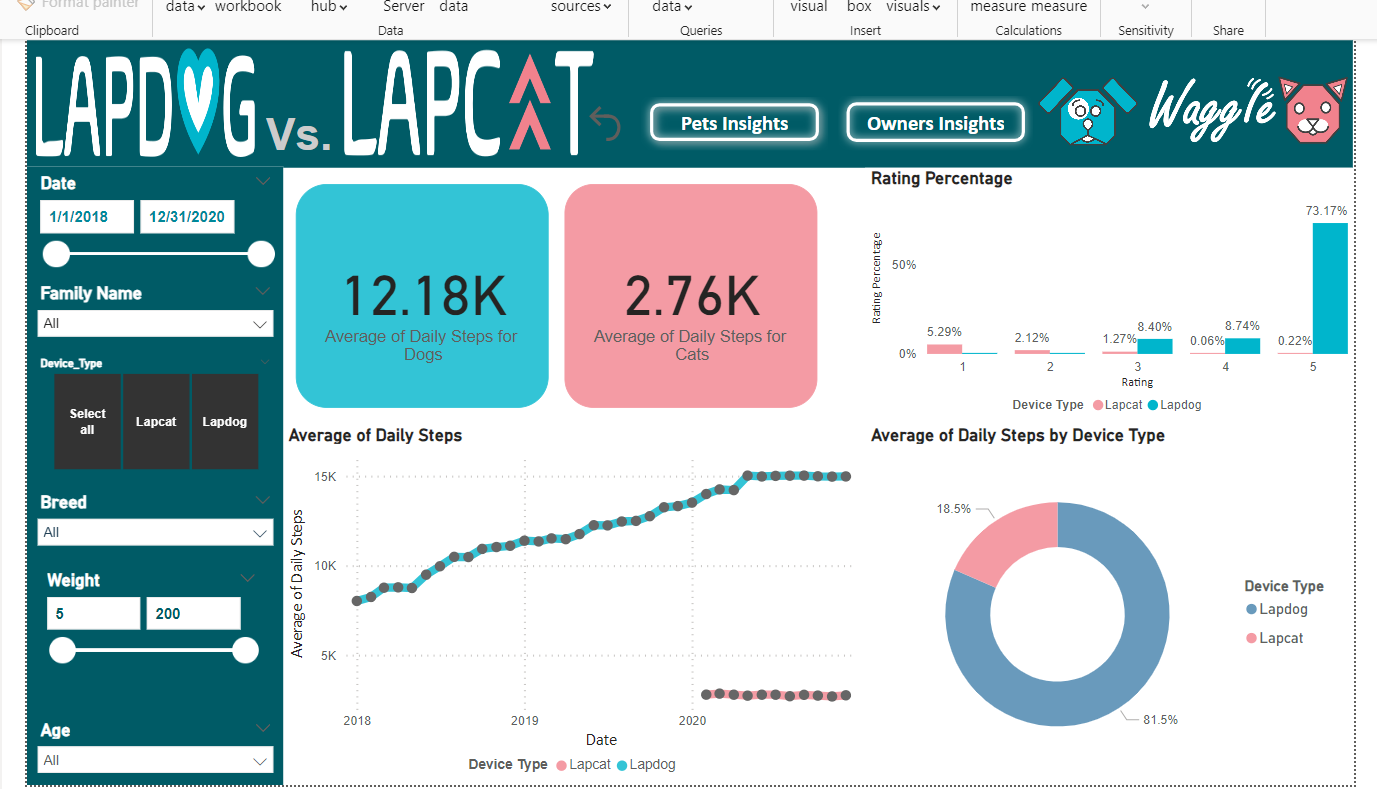 Format painter
data
workbook
hub
Server
data
sources
data
visual
box
visuals
measure
measure
Clipboard
Data
Queries
Insert
Calculations
Sensitivity
Share
LAPDOG Vs. LAPCAT
Pets Insights
Owners Insights
Waggle
Date
1/1/2018
12/31/2020
Family Name
All
Device_Type
Select
all
Lapcat
Lapdog
Breed
All
Weight
5
200
Age
All
12.18K
Average of Daily Steps for
Dogs
2.76K
Average of Daily Steps for
Cats
Rating Percentage
Rating Percentage
50%
0%
5.29%
2.12%
1.27%
8.40%
0.06%
8.74%
0.22%
73.17%
1
2
3
4
5
Rating
Device Type
Lapcat
Lapdog
Average of Daily Steps
Average of Daily Steps
15K
10K
5K
2018
2019
2020
Date
Device Type
Lapcat
Lapdog
Average of Daily Steps by Device Type
18.5%
81.5%
Device Type
Lapdog
Lapcat